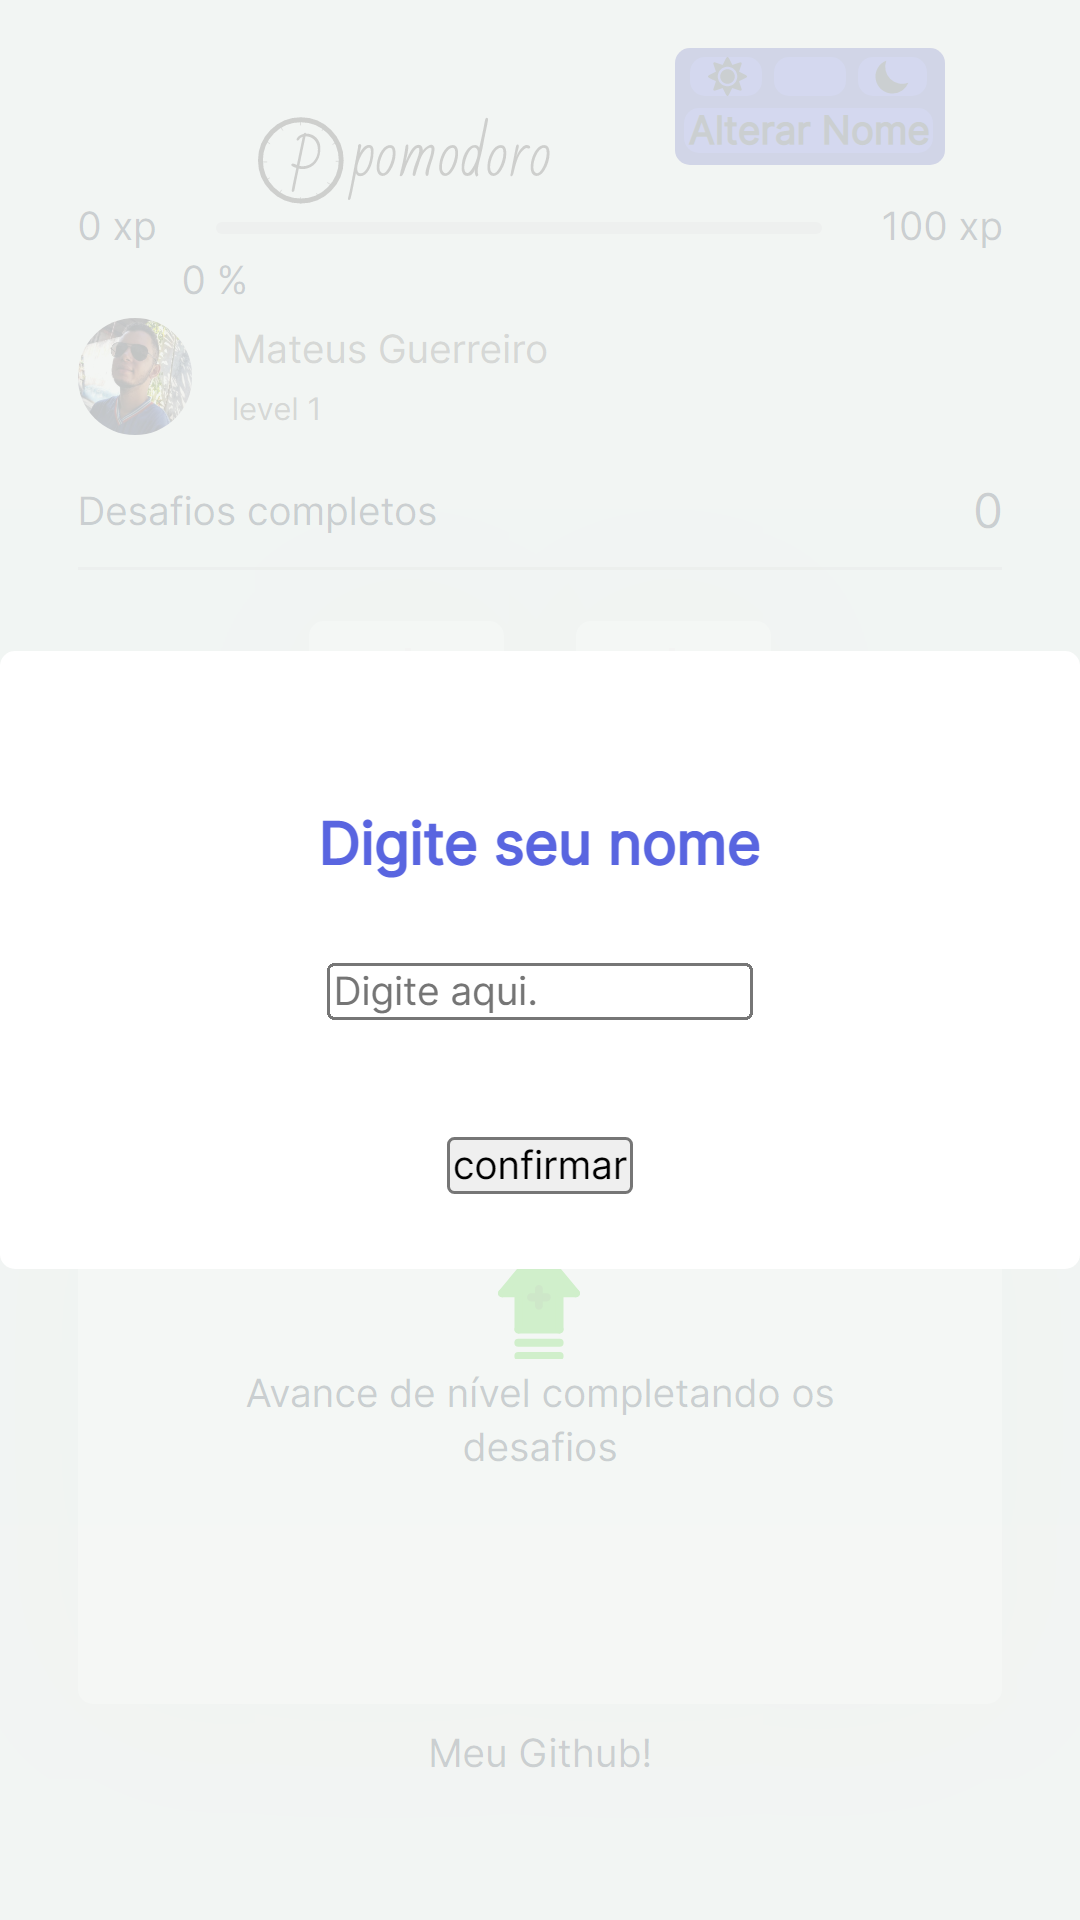 Alterar Nome
P pomodoro
0 xp 100 xp
0 %
Mateus Guerreiro
level 1
Desafios completos 0
Digite seu nome
Digite aqui.
confirmar
Avance de nível completando os
desafios
Meu Github!